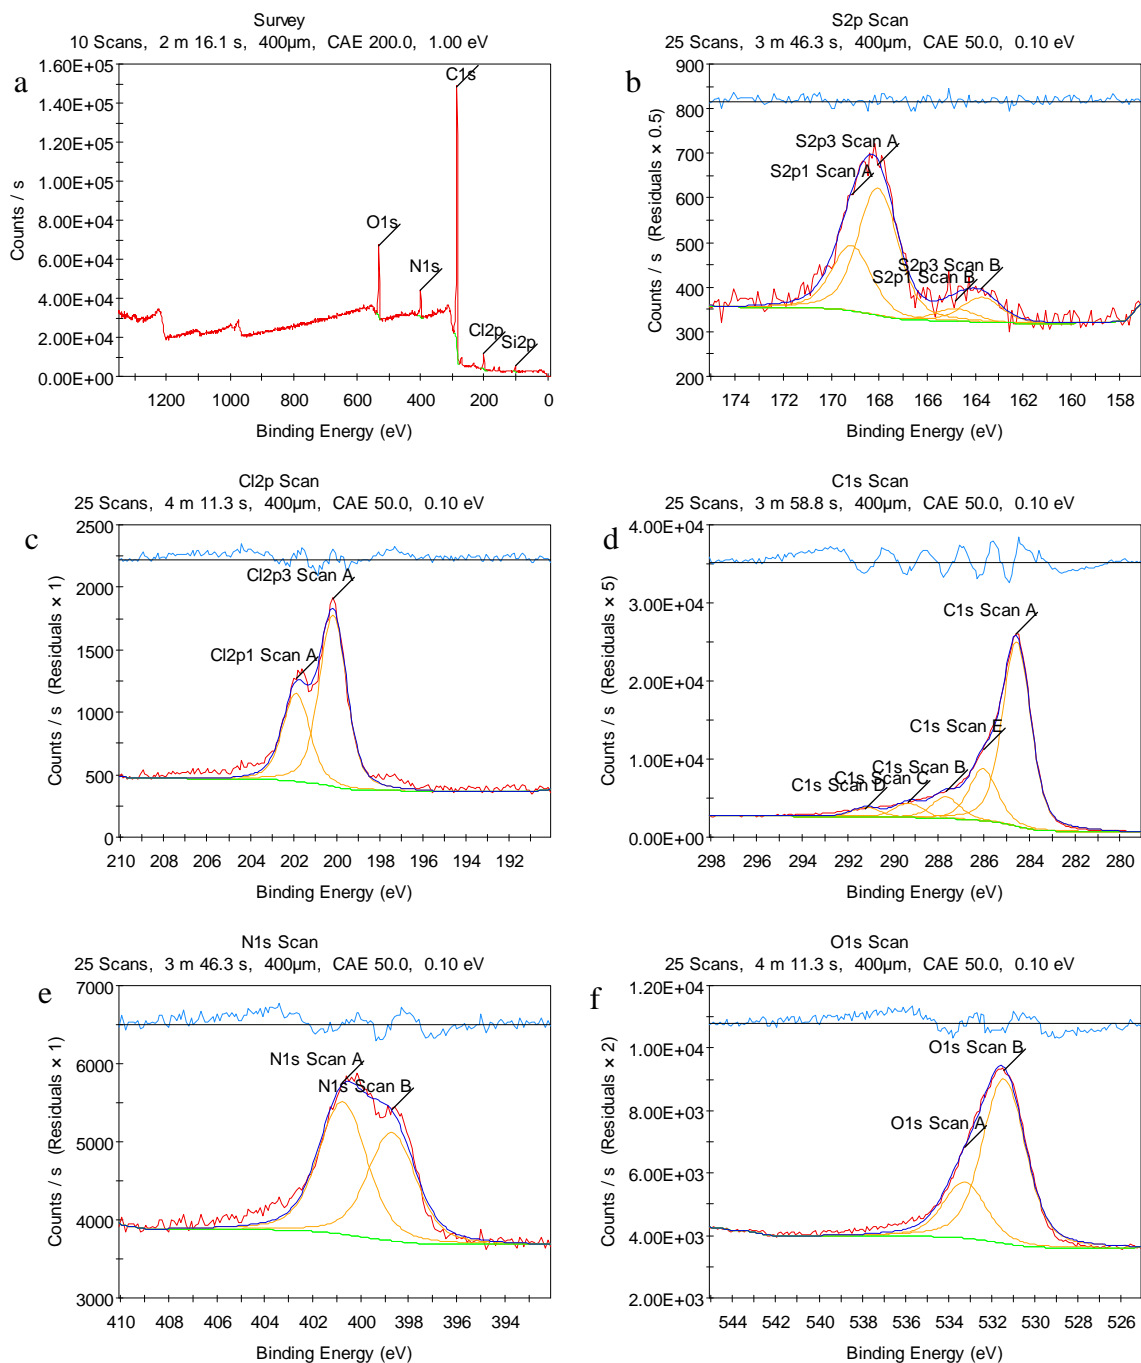 Survey
10 Scans, 2 m 16.1 s, 400µm, CAE 200.0, 1.00 eV
a
1.60E+05
1.40E+05
1.20E+05
1.00E+05
8.00E+04
6.00E+04
4.00E+04
2.00E+04
0.00E+00
Counts / s
C1s
O1s
N1s
Cl2p
Si2p
1200 1000 800 600 400 200 0
Binding Energy (eV)
S2p Scan
25 Scans, 3 m 46.3 s, 400µm, CAE 50.0, 0.10 eV
b
900
800
700
600
500
400
300
200
Counts / s (Residuals × 0.5)
S2p3 Scan A
S2p1 Scan A
S2p3 Scan B
S2p1 Scan B
174 172 170 168 166 164 162 160 158
Binding Energy (eV)
Cl2p Scan
25 Scans, 4 m 11.3 s, 400µm, CAE 50.0, 0.10 eV
c
2500
2000
1500
1000
500
0
Counts / s (Residuals × 1)
Cl2p3 Scan A
Cl2p1 Scan A
210 208 206 204 202 200 198 196 194 192
Binding Energy (eV)
C1s Scan
25 Scans, 3 m 58.8 s, 400µm, CAE 50.0, 0.10 eV
d
4.00E+04
3.00E+04
2.00E+04
1.00E+04
0.00E+00
Counts / s (Residuals × 5)
C1s Scan A
C1s Scan E
C1s Scan B
C1s Scan C
C1s Scan D
298 296 294 292 290 288 286 284 282 280
Binding Energy (eV)
N1s Scan
25 Scans, 3 m 46.3 s, 400µm, CAE 50.0, 0.10 eV
e
7000
6000
5000
4000
3000
Counts / s (Residuals × 1)
N1s Scan A
N1s Scan B
410 408 406 404 402 400 398 396 394
Binding Energy (eV)
O1s Scan
25 Scans, 4 m 11.3 s, 400µm, CAE 50.0, 0.10 eV
f
1.20E+04
1.00E+04
8.00E+03
6.00E+03
4.00E+03
2.00E+03
Counts / s (Residuals × 2)
O1s Scan B
O1s Scan A
544 542 540 538 536 534 532 530 528 526
Binding Energy (eV)